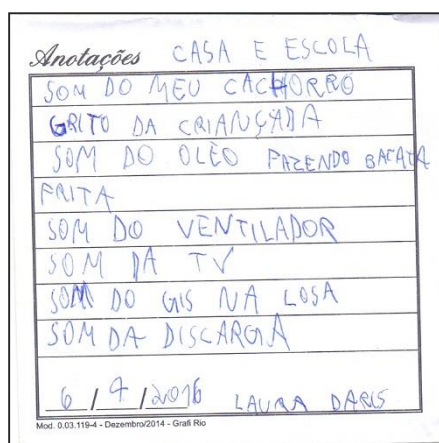 Anotações CASA E ESCOLA
SOM DO MEU CACHORRO
GRITO DA CRIANÇADA
SOM DO OLÉO FAZENDO BATATA
FRITA
SOM DO VENTILADOR
SOM DA TV
SOM DO GIS NA LOSA
SOM DA DISCARGA
6 / 4 / 2016 LAURA
Mod. 0.03.119-4 - Dezembro/2014 - Grafi Rio